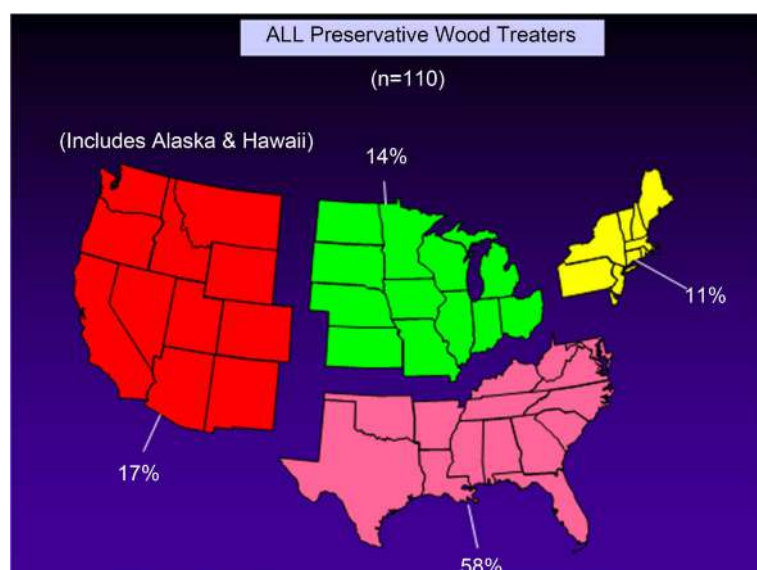 ALL Preservative Wood Treaters
(n=110)
(Includes Alaska & Hawaii)
14%
11%
17%
58%